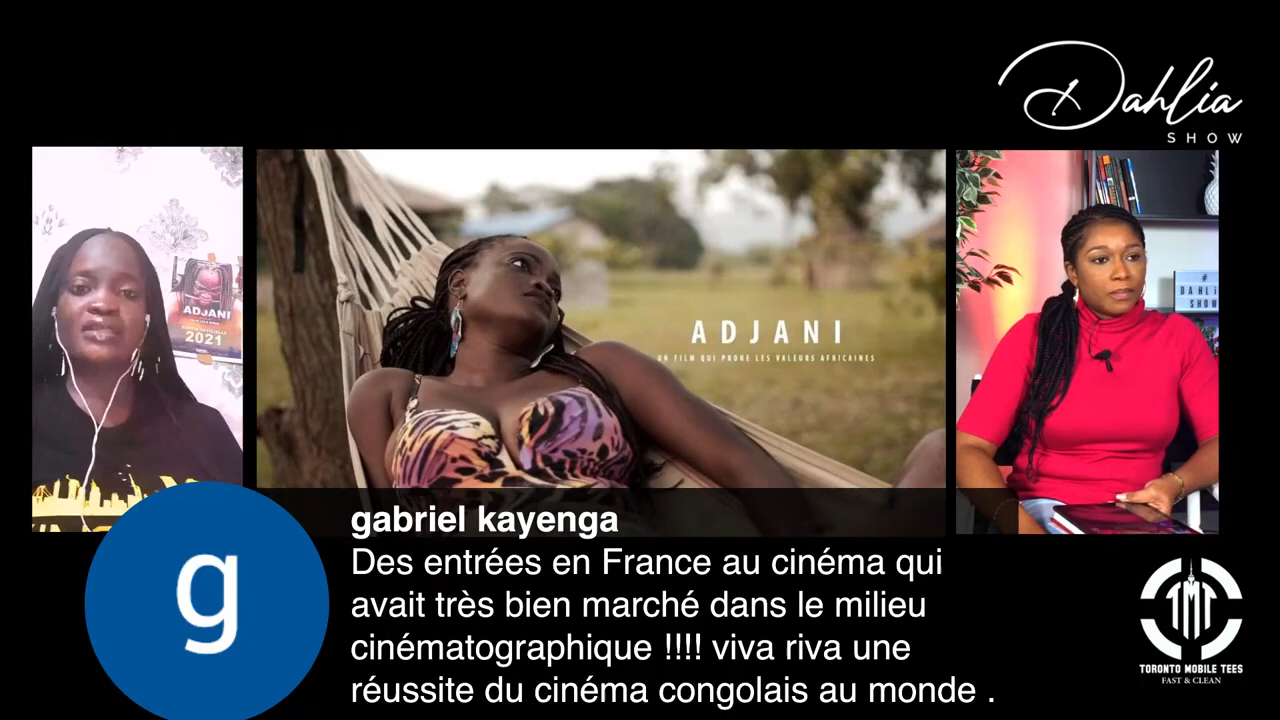 Dahlia
SHOW
ADJANI
2021
ADJANI
UN FILM QUI PRONE LES VALEURS AFRICAINES
#
DAHLIA
SHOW
gabriel kayenga
Des entrées en France au cinéma qui
avait très bien marché dans le milieu
cinématographique !!!! viva riva une
réussite du cinéma congolais au monde .
g
TMT
TORONTO MOBILE TEES
FAST & CLEAN